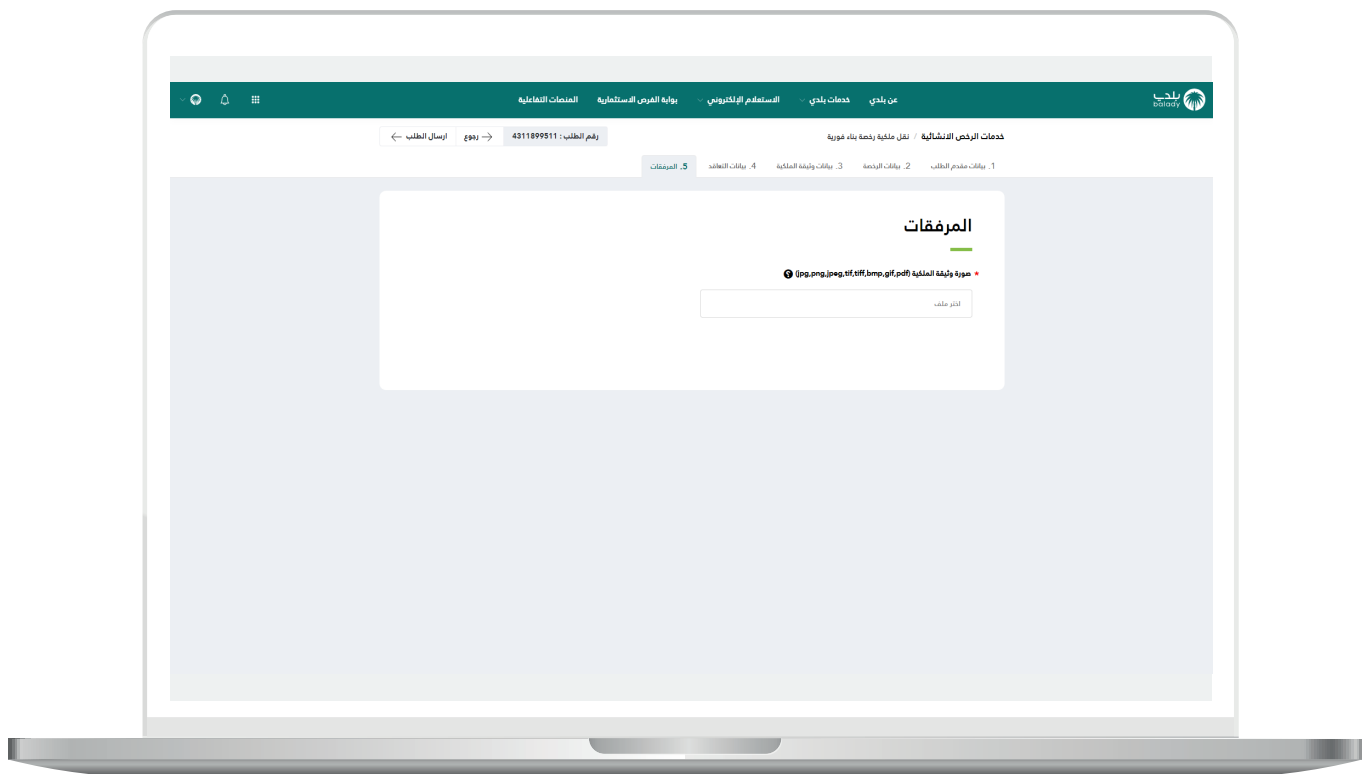 بلدي
balady
عن بلدي
خدمات بلدي
الاستعلام الإلكتروني
بوابة الفرص الاستثمارية
المنصات التفاعلية
خدمات الرخص الانشائية / نقل ملكية رخصة بناء فورية
رقم الطلب : 4311899511
رجوع
ارسال الطلب
1. بيانات مقدم الطلب
2. بيانات الرخصة
3. بيانات وثيقة الملكية
4. بيانات التعاقد
5. المرفقات
المرفقات
* صورة وثيقة الملكية (jpg,png,jpeg,tif,tiff,bmp,gif,pdf)
اختر ملف